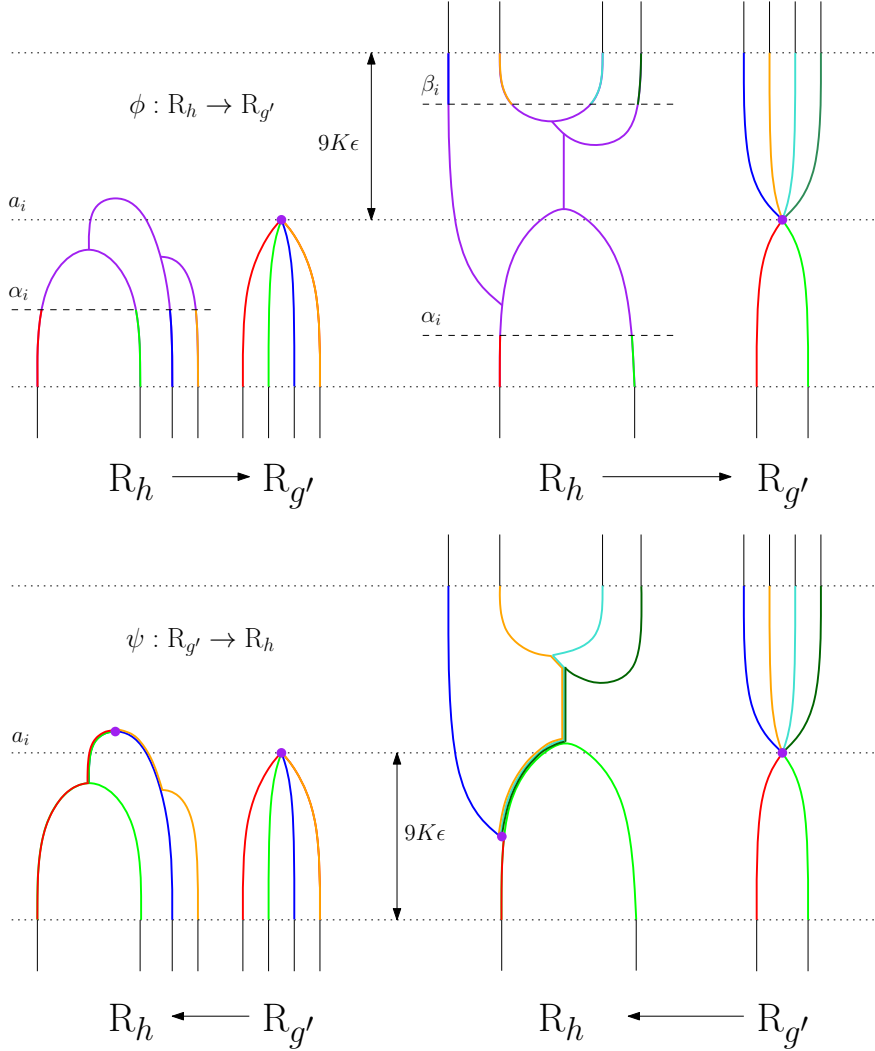 ϕ : R_h → R_{g′}
β_i
9Kϵ
a_i
α_i
α_i
R_h → R_{g′}
R_h → R_{g′}
ψ : R_{g′} → R_h
a_i
9Kϵ
R_h ← R_{g′}
R_h ← R_{g′}